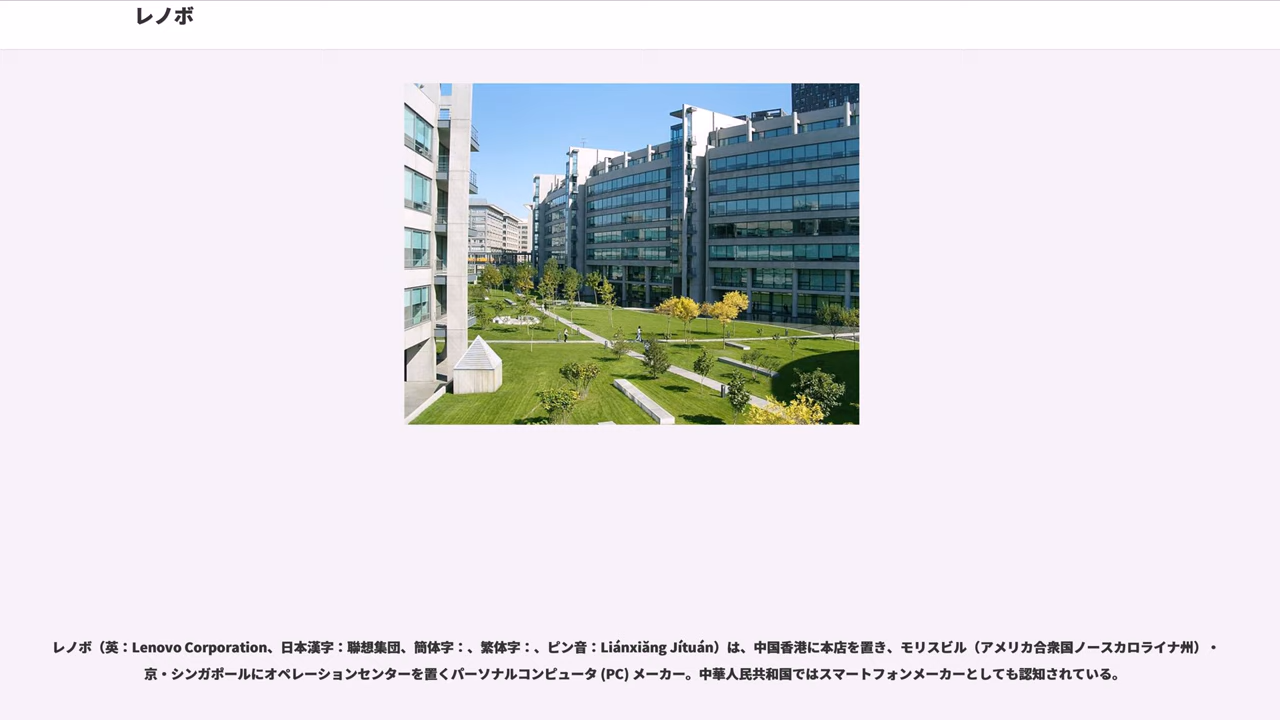 レノボ
レノボ（英：Lenovo Corporation、日本漢字：聯想集団、簡体字：、繁体字：、ピン音：Liánxiǎng Jítuán）は、中国香港に本店を置き、モリスビル（アメリカ合衆国ノースカロライナ州）・
京・シンガポールにオペレーションセンターを置くパーソナルコンピュータ (PC) メーカー。中華人民共和国ではスマートフォンメーカーとしても認知されている。